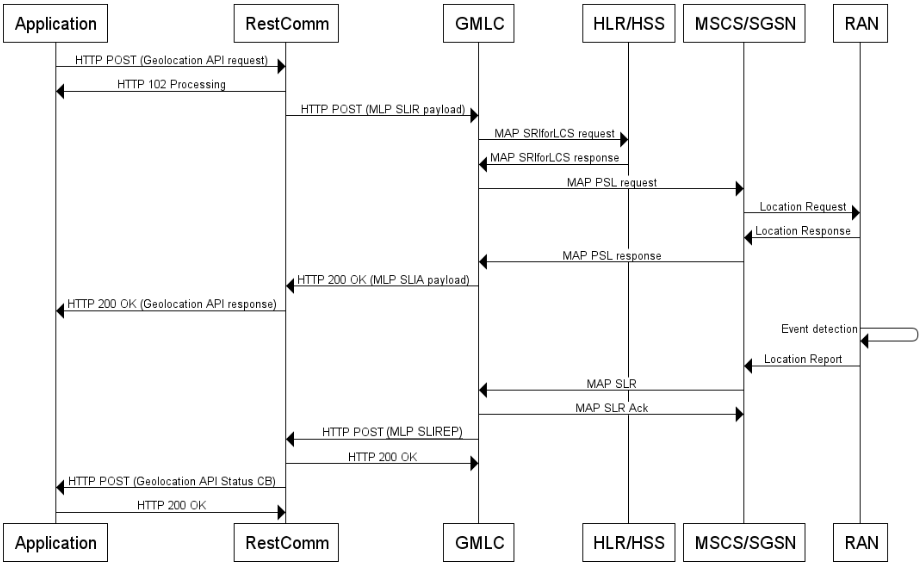 Application
RestComm
GMLC
HLR/HSS
MSCS/SGSN
RAN
HTTP POST (Geolocation API request)
HTTP 102 Processing
HTTP POST (MLP SLIR payload)
MAP SRIforLCS request
MAP SRIforLCS response
MAP PSL request
Location Request
Location Response
MAP PSL response
HTTP 200 OK (MLP SLIA payload)
HTTP 200 OK (Geolocation API response)
Event detection
Location Report
MAP SLR
MAP SLR Ack
HTTP POST (MLP SLIREP)
HTTP 200 OK
HTTP POST (Geolocation API Status CB)
HTTP 200 OK
Application
RestComm
GMLC
HLR/HSS
MSCS/SGSN
RAN